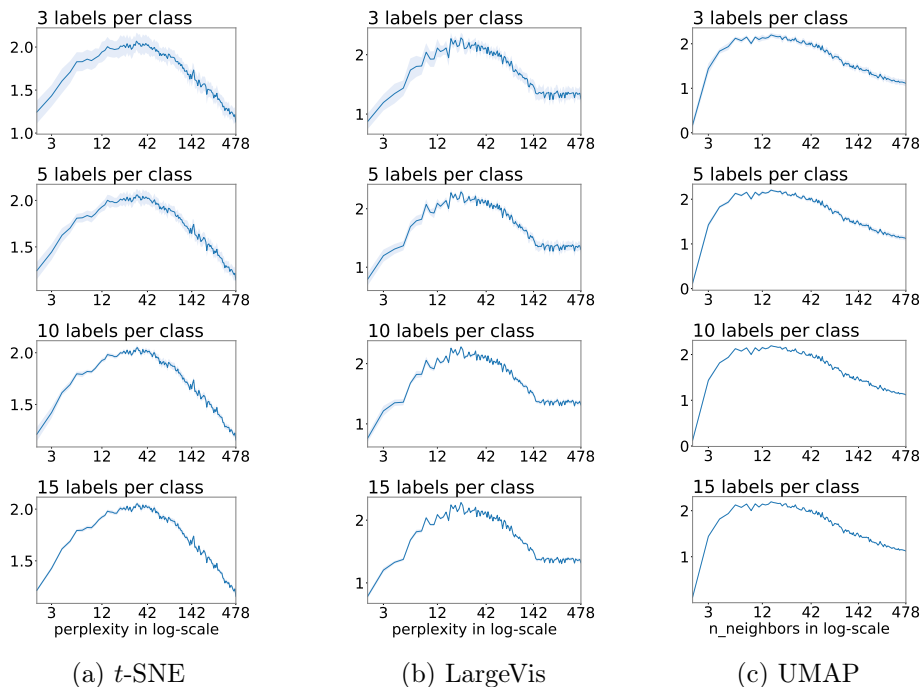 3 labels per class
2.0
1.5
1.0
3 12 42 142 478
5 labels per class
2.0
1.5
3 12 42 142 478
10 labels per class
2.0
1.5
3 12 42 142 478
15 labels per class
2.0
1.5
3 12 42 142 478
perplexity in log-scale
(a) t-SNE
3 labels per class
2
1
3 12 42 142 478
5 labels per class
2
1
3 12 42 142 478
10 labels per class
2
1
3 12 42 142 478
15 labels per class
2
1
3 12 42 142 478
perplexity in log-scale
(b) LargeVis
3 labels per class
2
1
0
3 12 42 142 478
5 labels per class
2
1
0
3 12 42 142 478
10 labels per class
2
1
0
3 12 42 142 478
15 labels per class
2
1
3 12 42 142 478
n_neighbors in log-scale
(c) UMAP